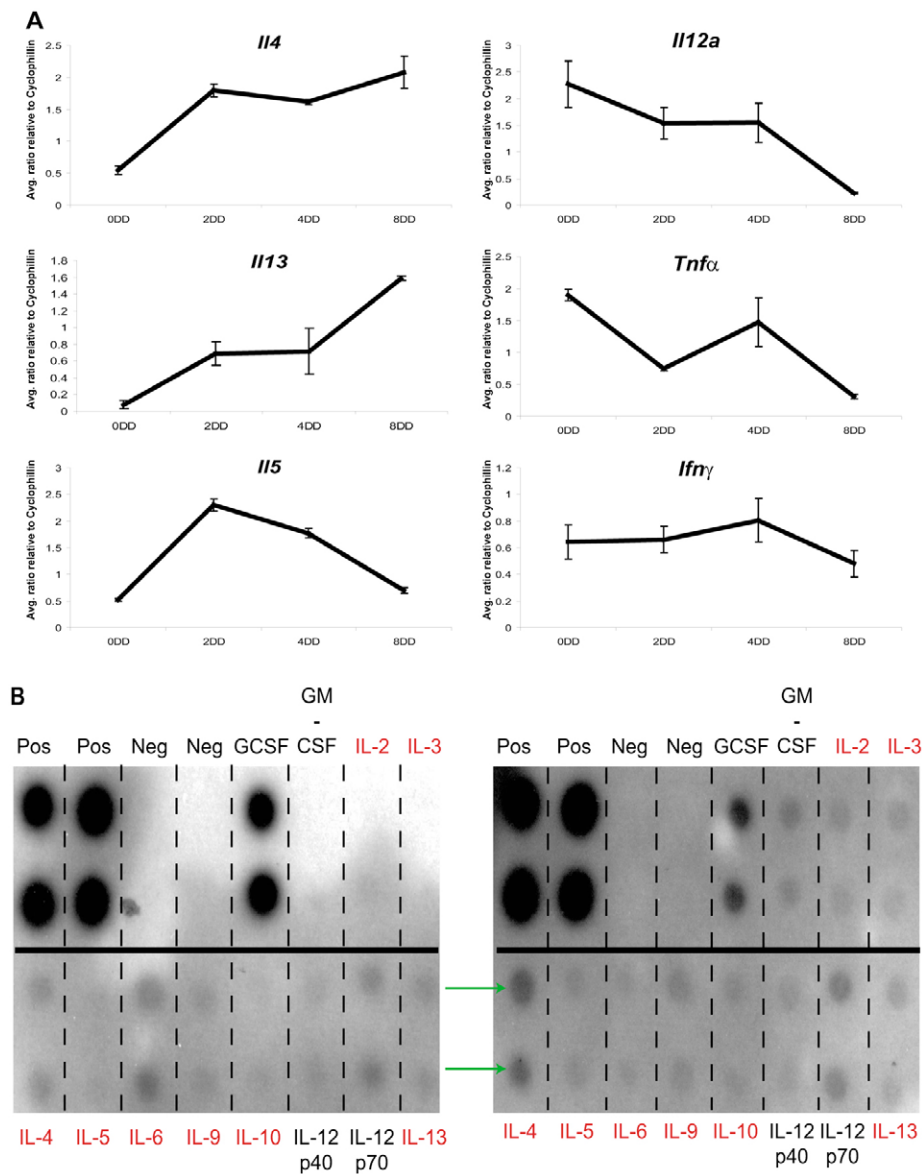 A
Il4
Avg. ratio relative to Cyclophillin
2.5
2
1.5
1
0.5
0
0DD
2DD
4DD
8DD
Il12a
Avg. ratio relative to Cyclophillin
3
2.5
2
1.5
1
0.5
0
0DD
2DD
4DD
8DD
Il13
Avg. ratio relative to Cyclophillin
1.8
1.6
1.4
1.2
1
0.8
0.6
0.4
0.2
0
0DD
2DD
4DD
8DD
Tnfα
Avg. ratio relative to Cyclophillin
2.5
2
1.5
1
0.5
0
0DD
2DD
4DD
8DD
Il5
Avg. ratio relative to Cyclophillin
3
2.5
2
1.5
1
0.5
0
0DD
2DD
4DD
8DD
Ifnγ
Avg. ratio relative to Cyclophillin
1.2
1
0.8
0.6
0.4
0.2
0
0DD
2DD
4DD
8DD
B
GM
-
Pos Pos Neg Neg GCSF CSF IL-2 IL-3
IL-4 IL-5 IL-6 IL-9 IL-10 IL-12 IL-12 IL-13
p40 p70
GM
-
Pos Pos Neg Neg GCSF CSF IL-2 IL-3
IL-4 IL-5 IL-6 IL-9 IL-10 IL-12 IL-12 IL-13
p40 p70